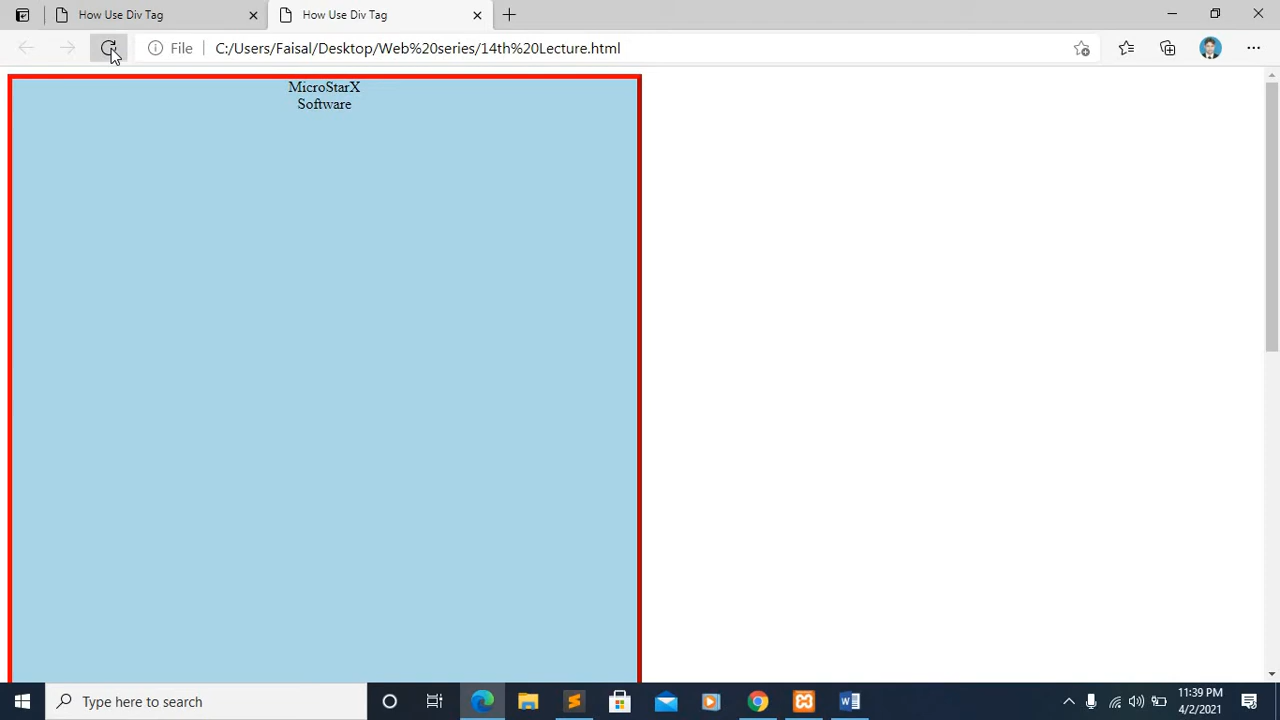 How Use Div Tag
How Use Div Tag
File
C:/Users/Faisal/Desktop/Web%20series/14th%20Lecture.html
MicroStarX
Software
Type here to search
11:39 PM
4/2/2021